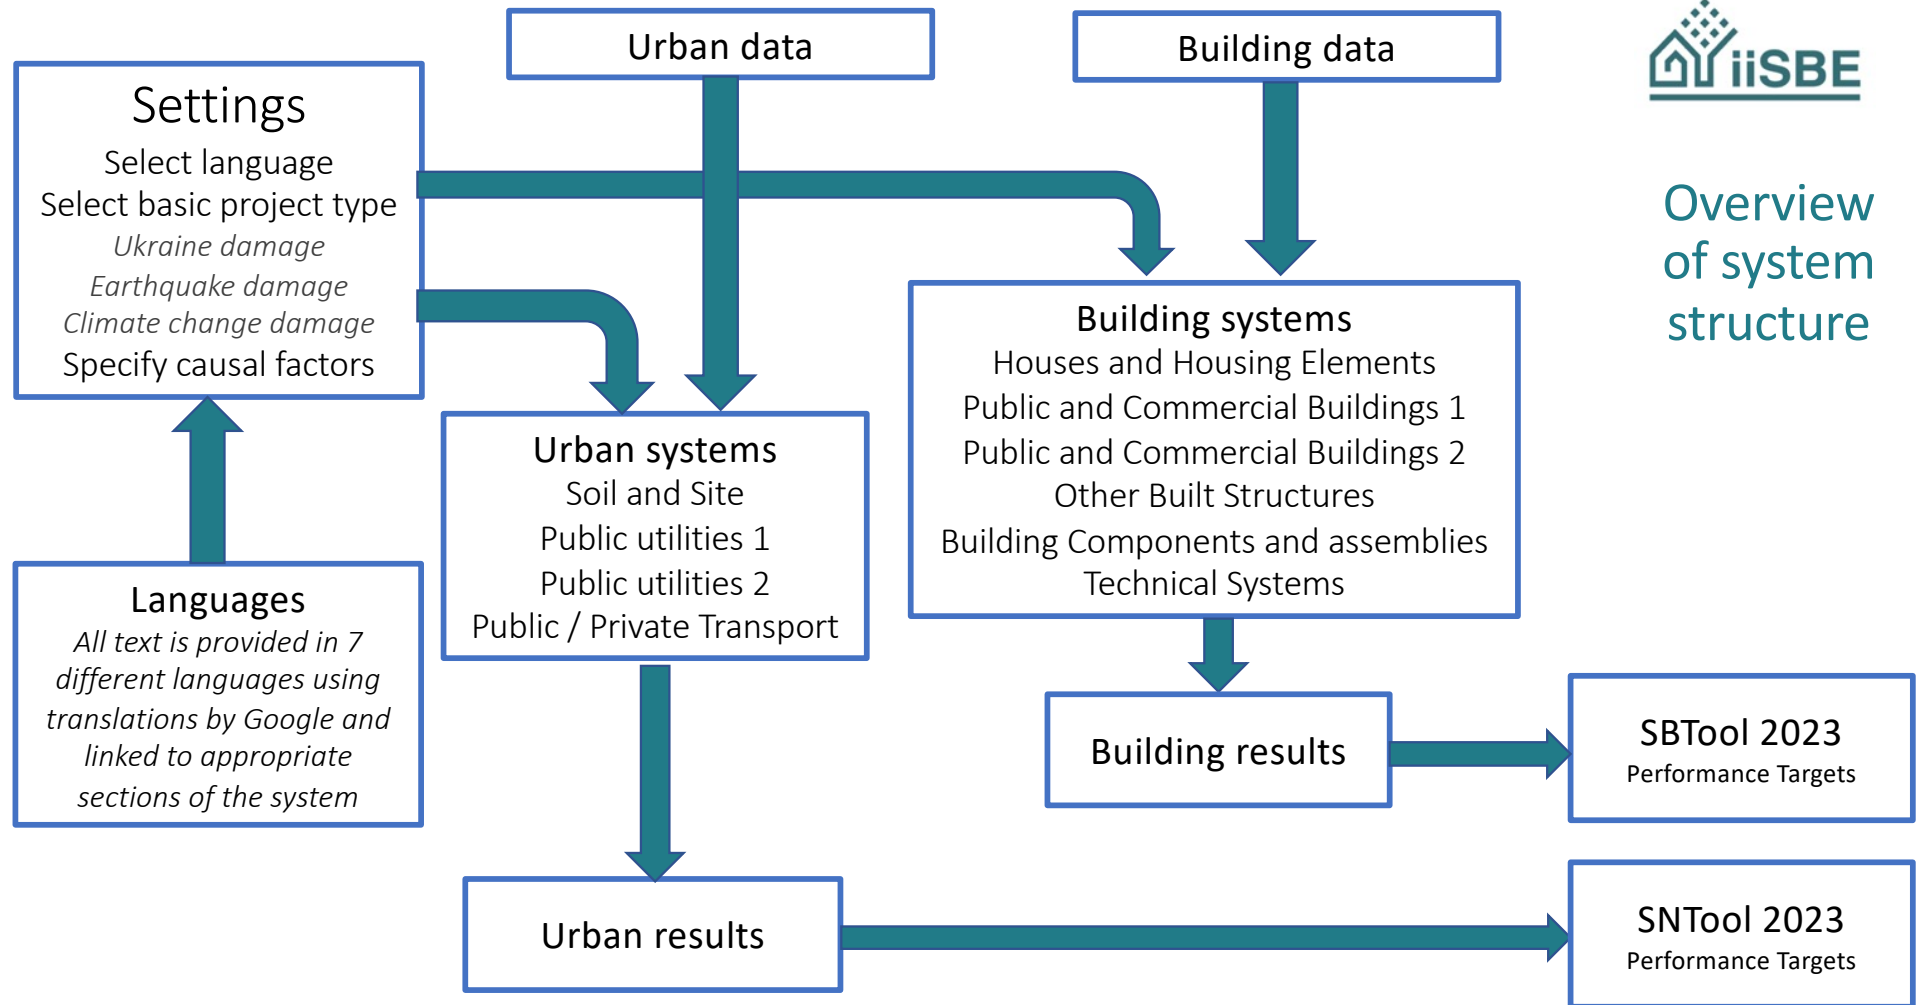 Urban data
Building data
iiSBE
Overview
of system
structure
Settings
Select language
Select basic project type
Ukraine damage
Earthquake damage
Climate change damage
Specify causal factors
Languages
All text is provided in 7
different languages using
translations by Google and
linked to appropriate
sections of the system
Urban systems
Soil and Site
Public utilities 1
Public utilities 2
Public / Private Transport
Building systems
Houses and Housing Elements
Public and Commercial Buildings 1
Public and Commercial Buildings 2
Other Built Structures
Building Components and assemblies
Technical Systems
Building results
SBTool 2023
Performance Targets
Urban results
SNTool 2023
Performance Targets